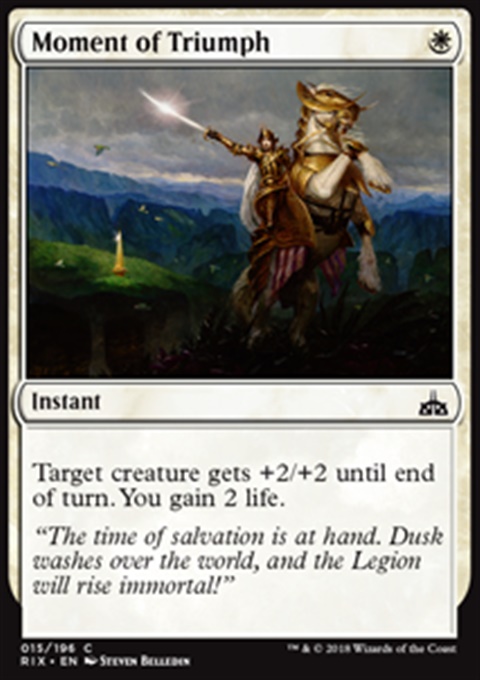 Moment of Triumph
Instant
Target creature gets +2/+2 until end
of turn. You gain 2 life.
“The time of salvation is at hand. Dusk
washes over the world, and the Legion
will rise immortal!”
015/196 C
RIX • EN Steven Belledin
™ & © 2018 Wizards of the Coast